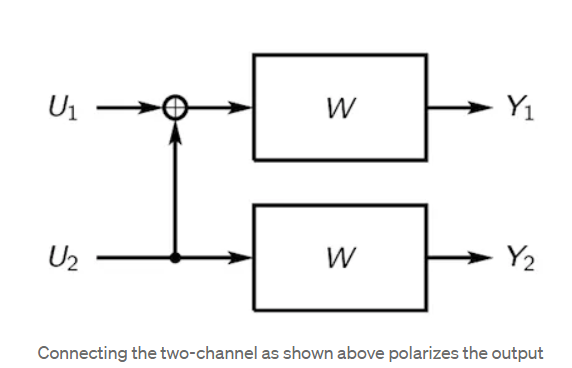 U₁ W Y₁
U₂ W Y₂
Connecting the two-channel as shown above polarizes the output